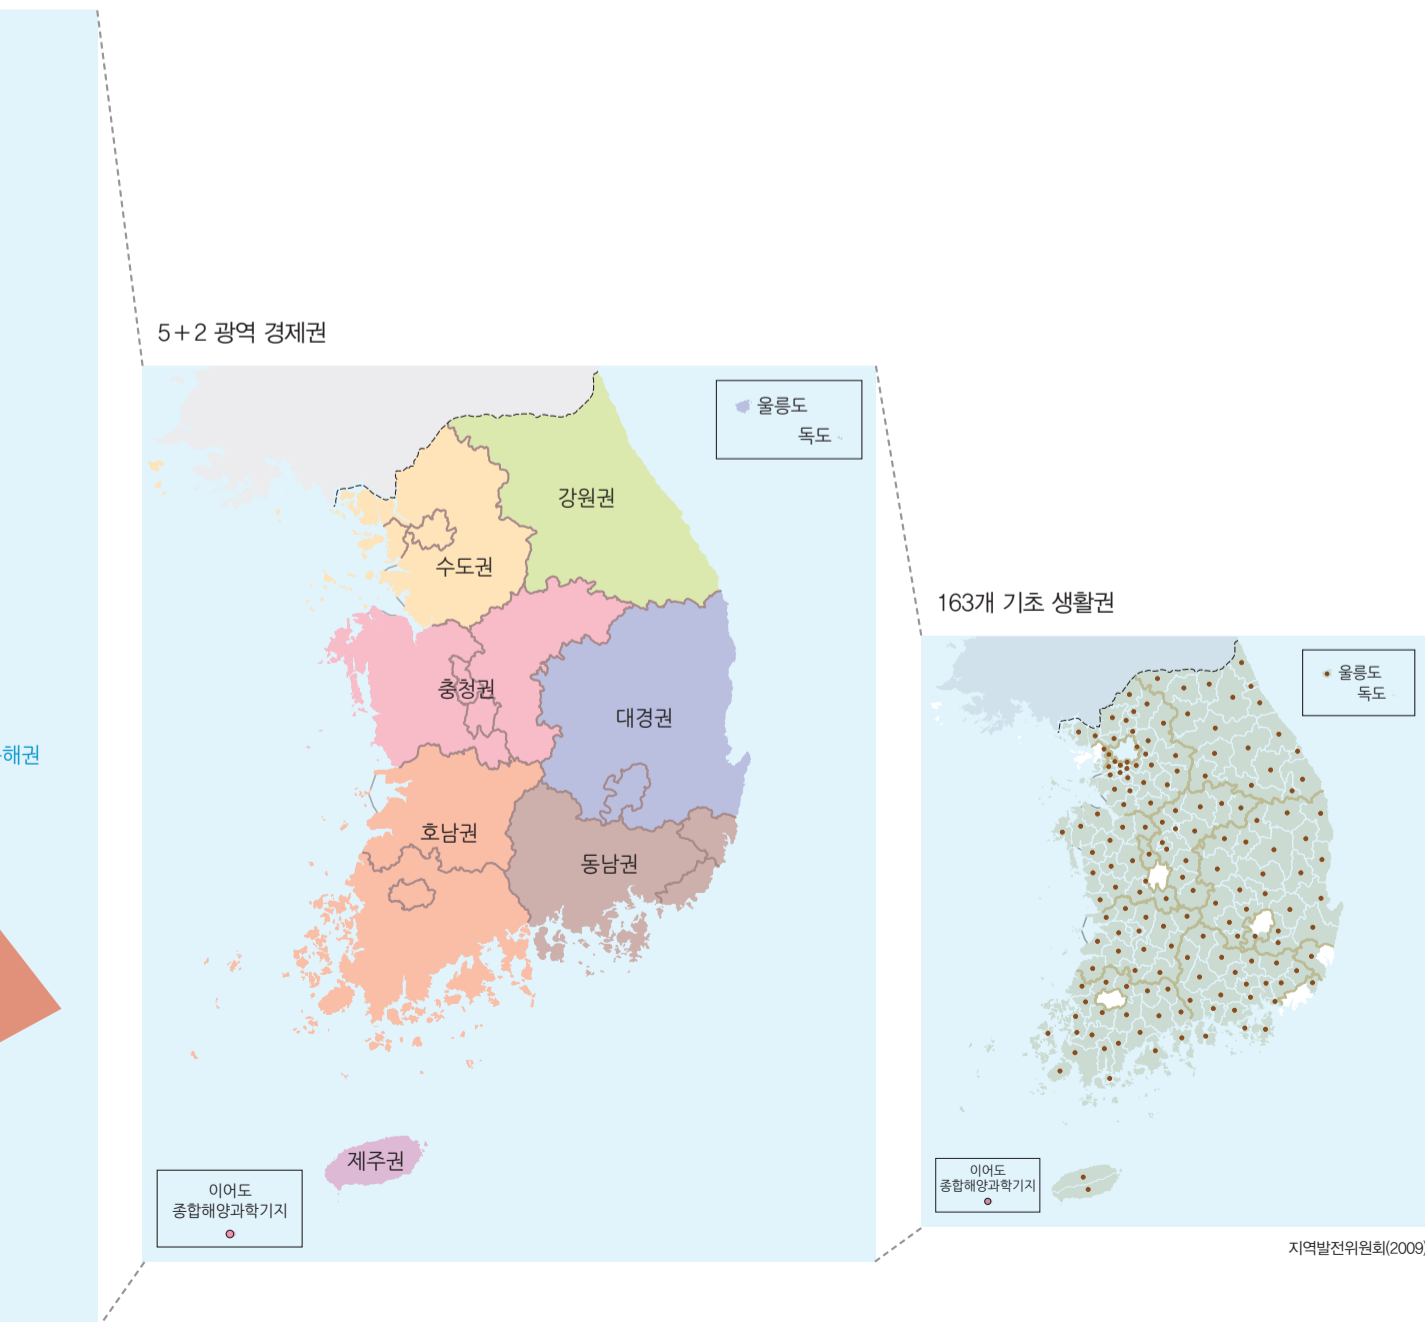 해권
5+2 광역 경제권
울릉도
독도
강원권
수도권
충청권
대경권
호남권
동남권
제주권
이어도
종합해양과학기지
163개 기초 생활권
울릉도
독도
이어도
종합해양과학기지
지역발전위원회(2009)